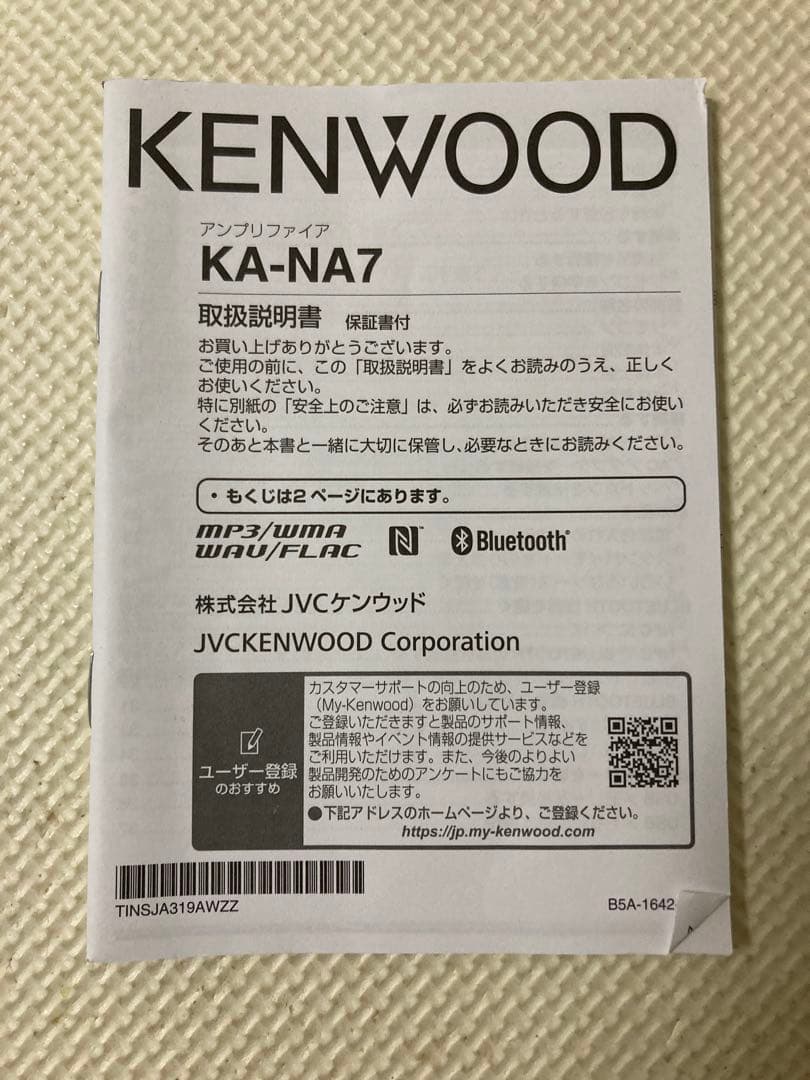 KENWOOD
アンプリファイア
KA-NA7
取扱説明書 保証書付
お買い上げありがとうございます。
ご使用の前に、この「取扱説明書」をよくお読みのうえ、正しく
お使いください。
特に別紙の「安全上のご注意」は、必ずお読みいただき安全にお使い
ください。
そのあと本書と一緒に大切に保管し、必要なときにお読みください。
・もくじは2ページにあります。
MP3/WMA
WAV/FLAC
N™ Bluetooth®
株式会社 JVCケンウッド
JVCKENWOOD Corporation
ユーザー登録
のおすすめ
カスタマーサポートの向上のため、ユーザー登録
（My-Kenwood）をお願いしています。
ご登録いただきますと製品のサポート情報、
製品情報やイベント情報の提供サービスなどを
ご利用いただけます。また、今後のよりよい
製品開発のためのアンケートにもご協力を
お願いいたします。
●下記アドレスのホームページより、ご登録ください。
https://jp.my-kenwood.com
TINSJA319AWZZ
B5A-1642-